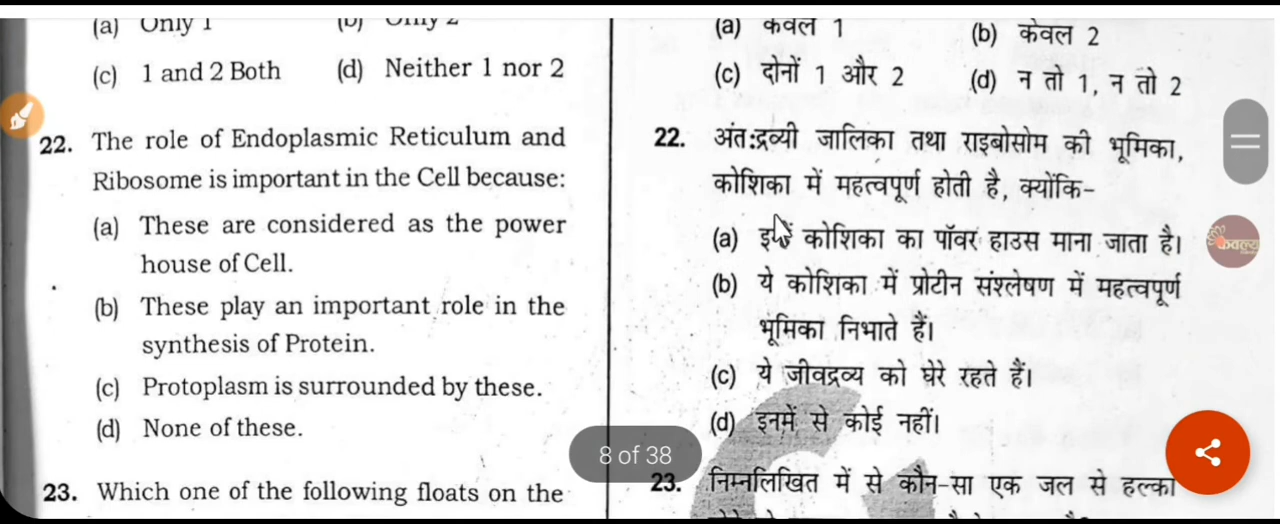 (a) Only 1
(b) Only 2
(c) 1 and 2 Both
(d) Neither 1 nor 2
22. The role of Endoplasmic Reticulum and
Ribosome is important in the Cell because:
(a) These are considered as the power
house of Cell.
(b) These play an important role in the
synthesis of Protein.
(c) Protoplasm is surrounded by these.
(d) None of these.
23. Which one of the following floats on the
(a) केवल 1
(b) केवल 2
(c) दोनों 1 और 2
(d) न तो 1, न तो 2
22. अंत:द्रव्यी जालिका तथा राइबोसोम की भूमिका,
कोशिका में महत्वपूर्ण होती है, क्योंकि-
(a) इन्हें कोशिका का पॉवर हाउस माना जाता है।
(b) ये कोशिका में प्रोटीन संश्लेषण में महत्वपूर्ण
भूमिका निभाते हैं।
(c) ये जीवद्रव्य को घेरे रहते हैं।
(d) इनमें से कोई नहीं।
23. निम्नलिखित में से कौन-सा एक जल से हल्का
8 of 38